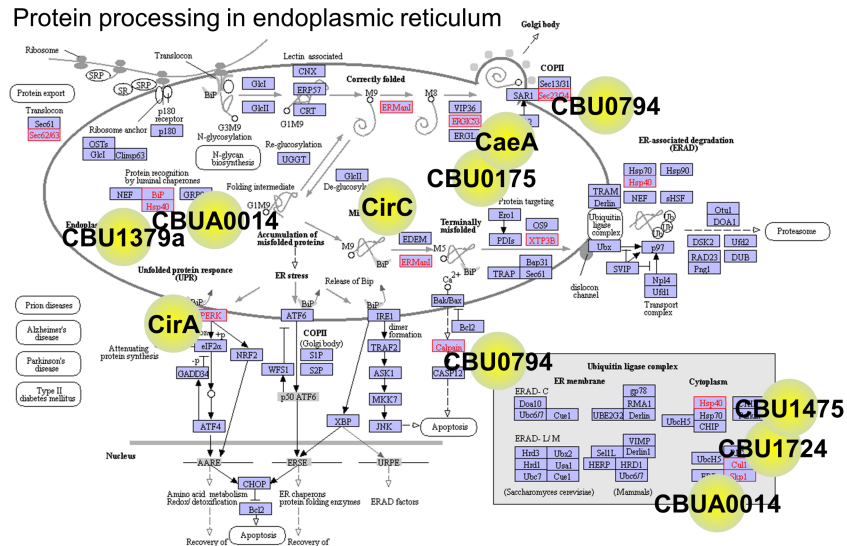 Protein processing in endoplasmic reticulum
Golgi body
Ribosome
Translocon
Lectin associated
COPII
SRP
CNX
Correctly folded
Sec13/31
SRP
BiP
GlcI
ERP57
M9
M8
SAR1
Sec23/24
Protein export
SR
GlcII
CRT
ERManI
VIP36
CBU0794
Translocon
p180
receptor
G3M9
G1M9
ERGIC53
Sec61
Ribosome anchor
p180
N-glycosylation
ERGL
CaeA
ER-associated degradation
(ERAD)
Sec62/63
OSTs
N-glycan
biosynthesis
Re-glucosylation
GlcI
Climp63
UGGT
Hsp70
Hsp90
Protein recognition
by luminal chaperones
GlcII
CBU0175
Hsp40
Folding intermediate
De-glucosyla
TRAM
NEF
sHSF
NEF
BiP
GRP
G1M9
CirC
Protein targeting
Derlin
Hsp40
Ero1
Ubiquitin
ligase
complex
Ub
Otu1
DOA1
CBUA0014
Mi
Terminally
misfolded
OS9
Ub
Proteasome
Endoplas
CBU1379a
Accumulation of
misfolded proteins
EDEM
PDIs
XTP3B
Ubx
p97
DSK2
Ufd2
M9
M5
RAD23
DUB
BiP
ERManI
BiP
Bap31
SVIP
Png1
Unfolded protein responce
(UPR)
ER stress
TRAP
Sec61
Npl4
Ca2+
dislocon
channel
Ufd1
Release of Bip
Transport
complex
Prion diseases
BiP
BiP
BiP
Bak/Bax
CirA
PERK
ATF6
IRE1
Alzheimer's
disease
+p
COPII
(Golgi body)
dimer
formation
Bcl2
Attenuating
protein synthesis
eIF2α
TRAF2
Calpain
CBU0794
-p
NRF2
S1P
Parkinson's
disease
GADD34
WFS1
S2P
ASK1
CASP12
Ubiquitin ligase complex
ER membrane
Cytoplasm
Type II
diabetes mellitus
p50 ATF6
MKK7
ERAD-C
gp78
Doa10
RMA1
Hsp40
CBU1475
Ubc6/7
Cue1
UBE2G2
Derlin
UbcH5
Hsp70
ATF4
XBP
JNK
Apoptosis
CHIP
Nucleus
ERAD-L/M
VIMP
CBU1724
Hrd3
Ubx2
Sel1L
Derlin1
UbcH5
AARE
ERSE
URPE
Hrd1
Usa1
HERP
HRD1
Cul1
CHOP
Ubc7
Cue1
Ubc6/7
Skp1
Amino acid metabolism
Redox/ detoxification
ER chaperons
protein folding enzymes
ERAD factors
(Saccharomyces cerevisiae)
(Mammals)
CBUA0014
Bcl2
Apoptosis
Recovery of
Recovery of